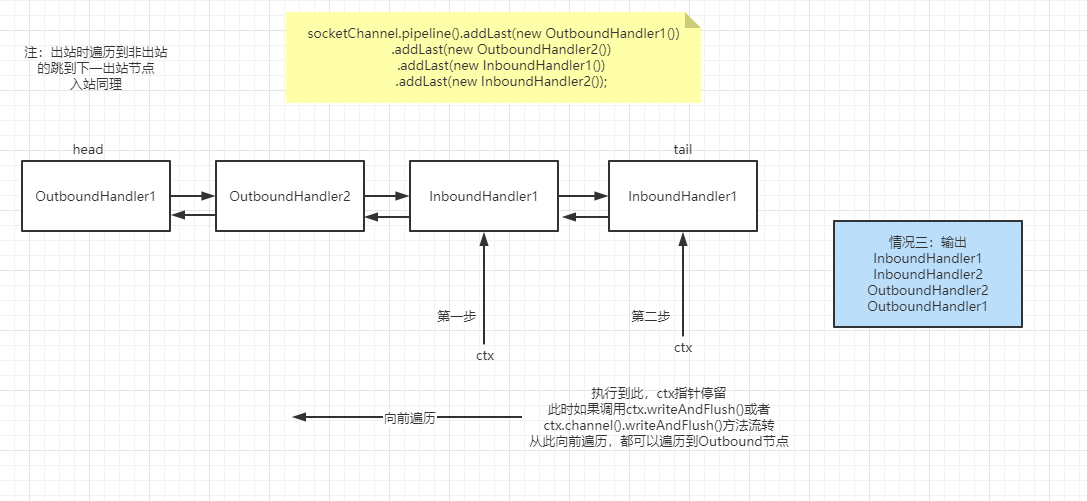 注：出站时遍历到非出站
的跳到下一出站节点
入站同理
socketChannel.pipeline().addLast(new OutboundHandler1())
.addLast(new OutboundHandler2())
.addLast(new InboundHandler1())
.addLast(new InboundHandler2());
head
tail
OutboundHandler1
OutboundHandler2
InboundHandler1
InboundHandler1
情况三：输出
InboundHandler1
InboundHandler2
OutboundHandler2
OutboundHandler1
第一步
第二步
ctx
ctx
向前遍历
执行到此，ctx指针停留
此时如果调用ctx.writeAndFlush()或者
ctx.channel().writeAndFlush()方法流转
从此向前遍历，都可以遍历到Outbound节点